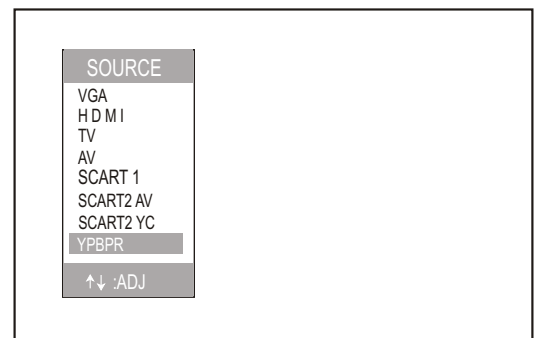 SOURCE
VGA
H D M I
TV
AV
SCART 1
SCART2 AV
SCART2 YC
YPBPR
↑↓ :ADJ